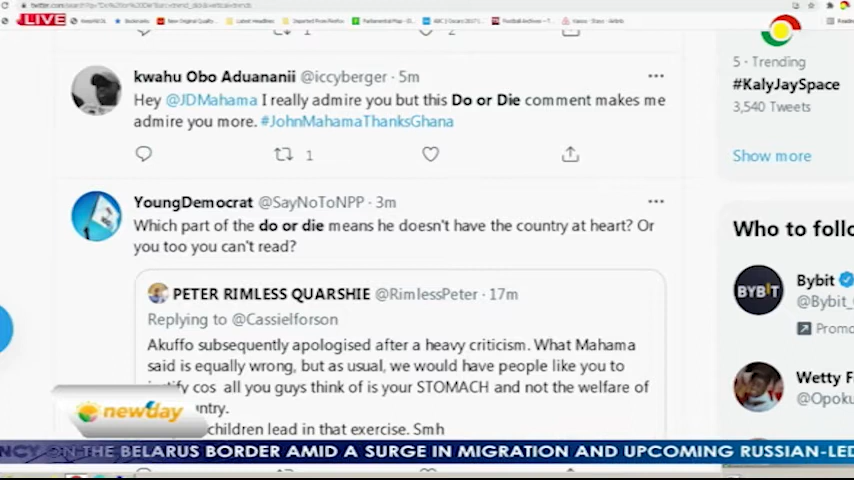 LIVE
kwahu Obo Aduananii @iccyberger · 5m
Hey @JDMahama I really admire you but this Do or Die comment makes me
admire you more. #JohnMahamaThanksGhana
1
YoungDemocrat @SayNoToNPP · 3m
Which part of the do or die means he doesn't have the country at heart? Or
you too you can't read?
PETER RIMLESS QUARSHIE @RimlessPeter · 17m
Replying to @Cassielforson
Akuffo subsequently apologised after a heavy criticism. What Mahama
said is equally wrong, but as usual, we would have people like you to
cos all you guys think of is your STOMACH and not the welfare of
children lead in that exercise. Smh
5 · Trending
#KalyJaySpace
3,540 Tweets
Show more
Who to follo
BYBIT
Bybit
@Bybit_
Promo
Wetty F
@Opoku
newday
NCY ON THE BELARUS BORDER AMID A SURGE IN MIGRATION AND UPCOMING RUSSIAN-LED